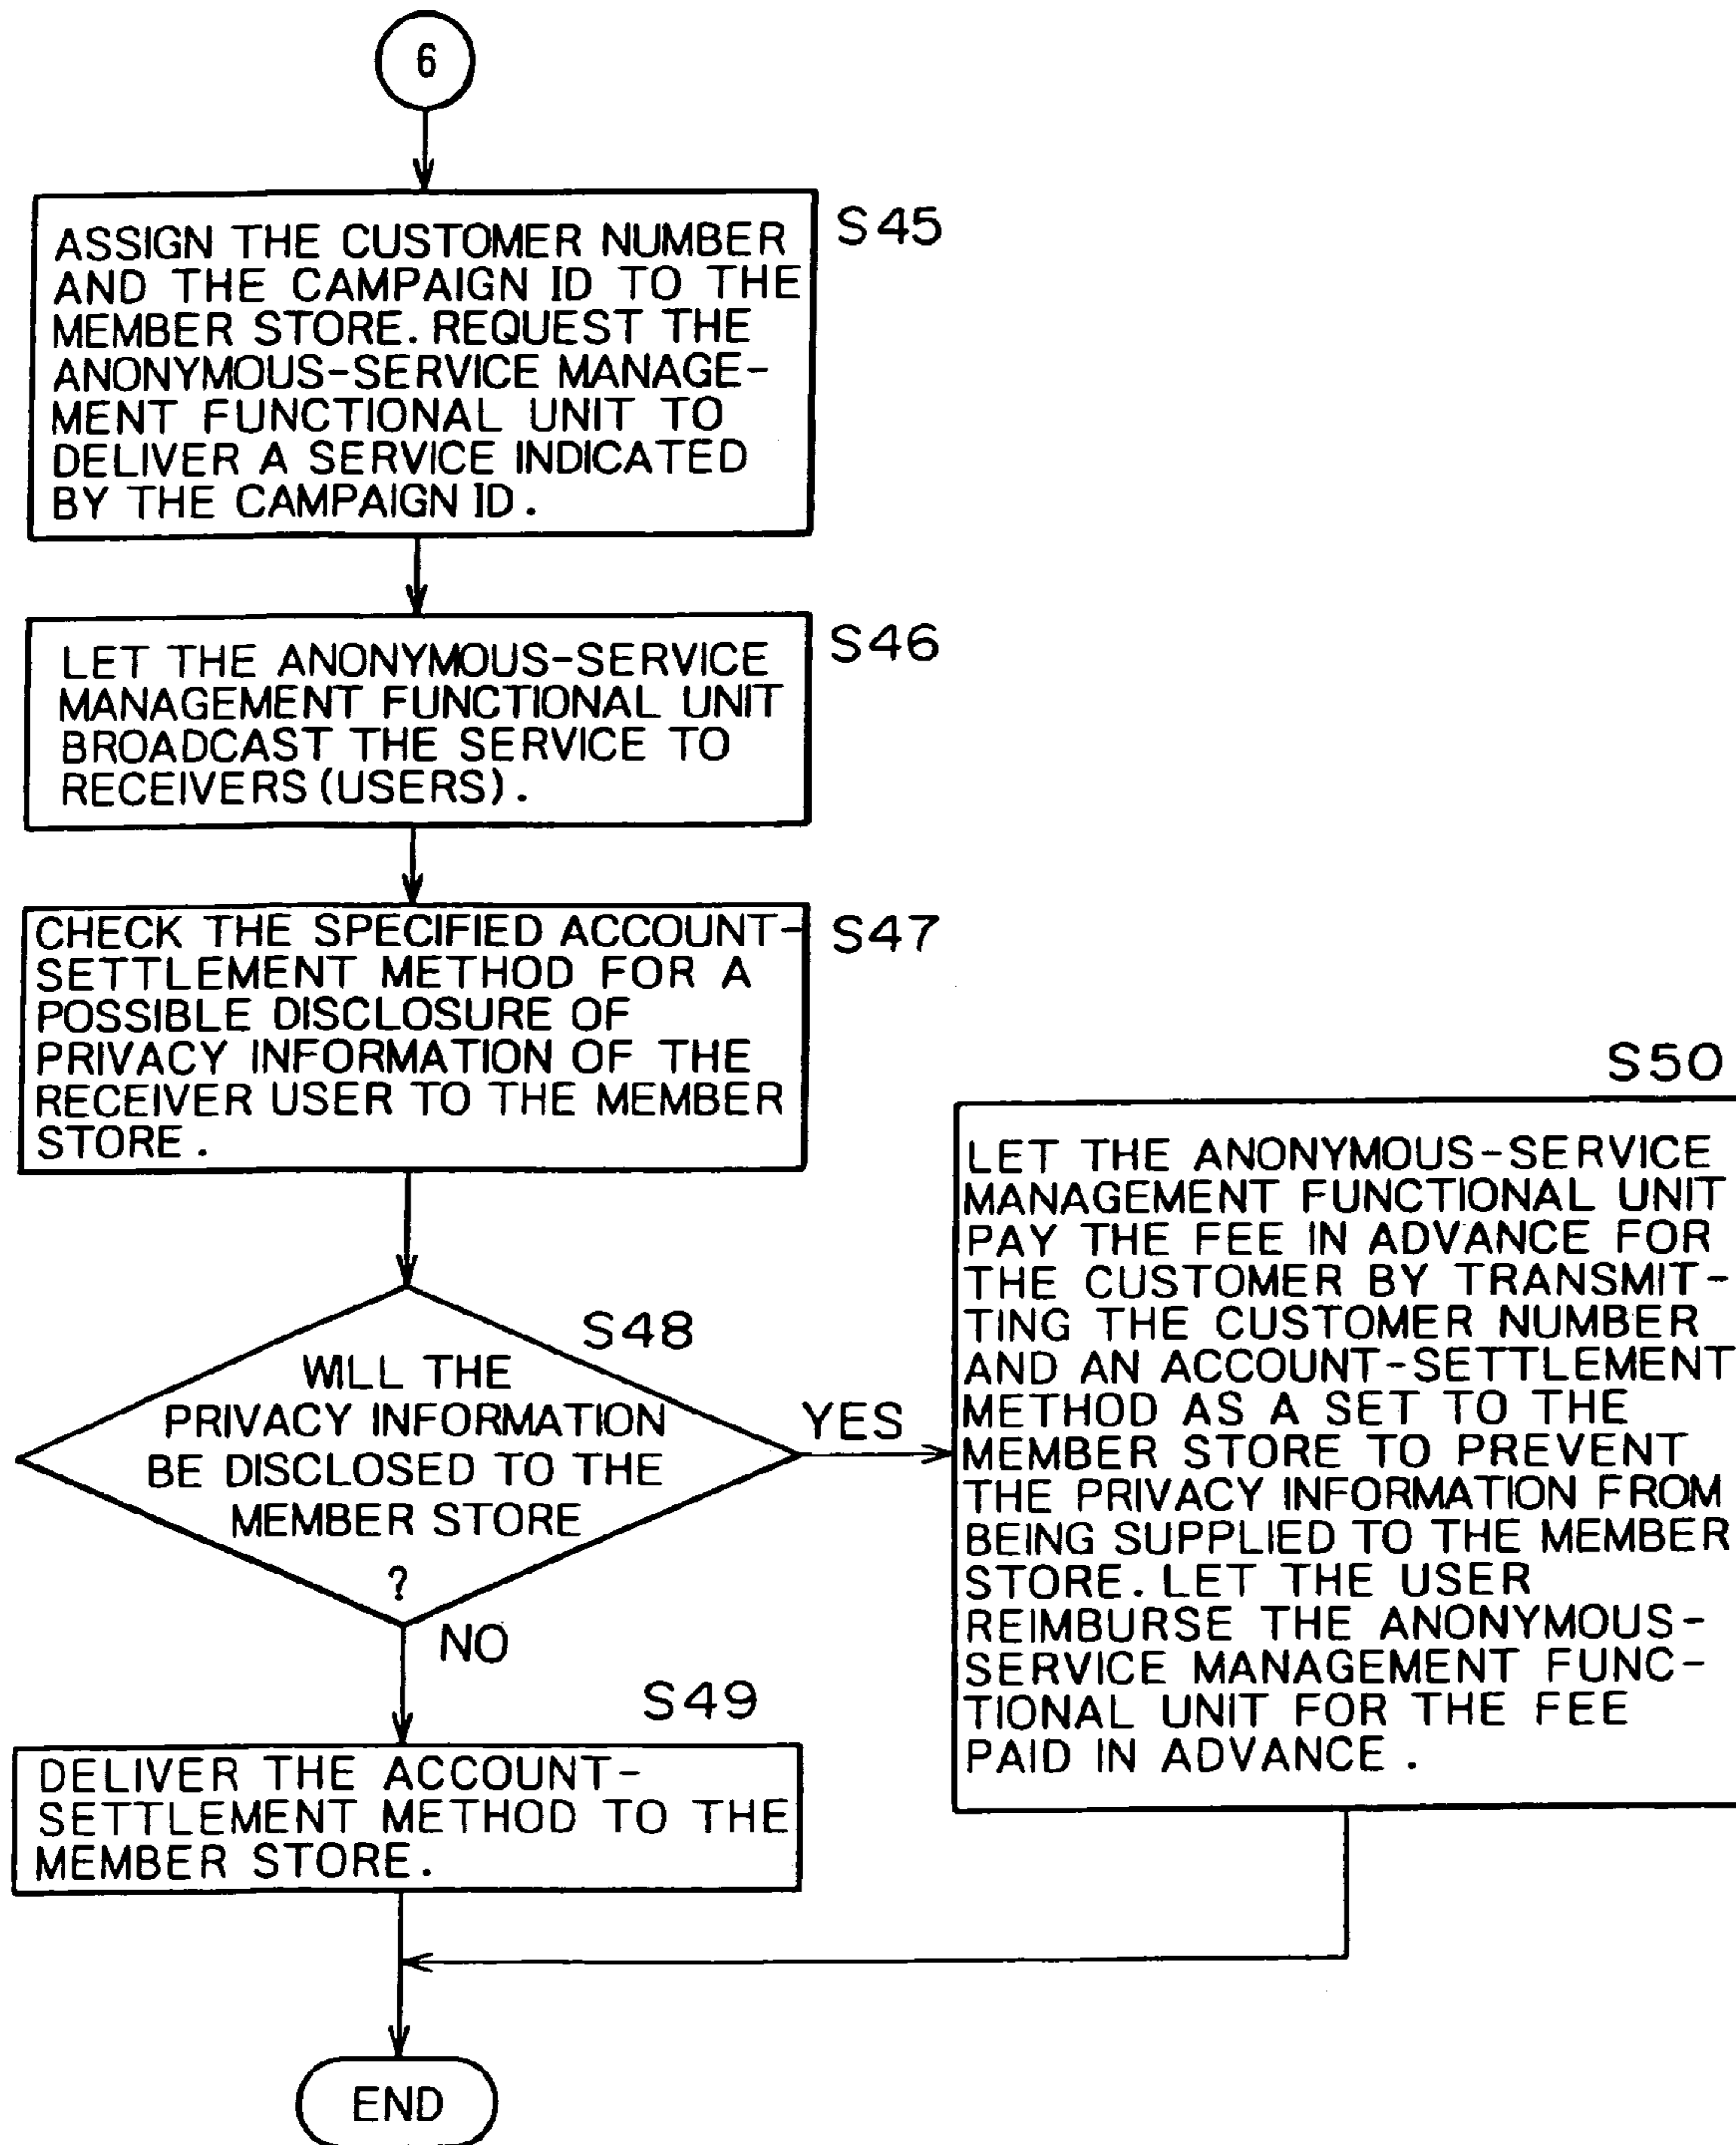 6
S45
ASSIGN THE CUSTOMER NUMBER
AND THE CAMPAIGN ID TO THE
MEMBER STORE. REQUEST THE
ANONYMOUS-SERVICE MANAGE-
MENT FUNCTIONAL UNIT TO
DELIVER A SERVICE INDICATED
BY THE CAMPAIGN ID.
S46
LET THE ANONYMOUS-SERVICE
MANAGEMENT FUNCTIONAL UNIT
BROADCAST THE SERVICE TO
RECEIVERS (USERS).
S47
CHECK THE SPECIFIED ACCOUNT-
SETTLEMENT METHOD FOR A
POSSIBLE DISCLOSURE OF
PRIVACY INFORMATION OF THE
RECEIVER USER TO THE MEMBER
STORE.
S48
WILL THE
PRIVACY INFORMATION
BE DISCLOSED TO THE
MEMBER STORE
?
YES
NO
S50
LET THE ANONYMOUS-SERVICE
MANAGEMENT FUNCTIONAL UNIT
PAY THE FEE IN ADVANCE FOR
THE CUSTOMER BY TRANSMIT-
TING THE CUSTOMER NUMBER
AND AN ACCOUNT-SETTLEMENT
METHOD AS A SET TO THE
MEMBER STORE TO PREVENT
THE PRIVACY INFORMATION FROM
BEING SUPPLIED TO THE MEMBER
STORE. LET THE USER
REIMBURSE THE ANONYMOUS-
SERVICE MANAGEMENT FUNC-
TIONAL UNIT FOR THE FEE
PAID IN ADVANCE.
S49
DELIVER THE ACCOUNT-
SETTLEMENT METHOD TO THE
MEMBER STORE.
END